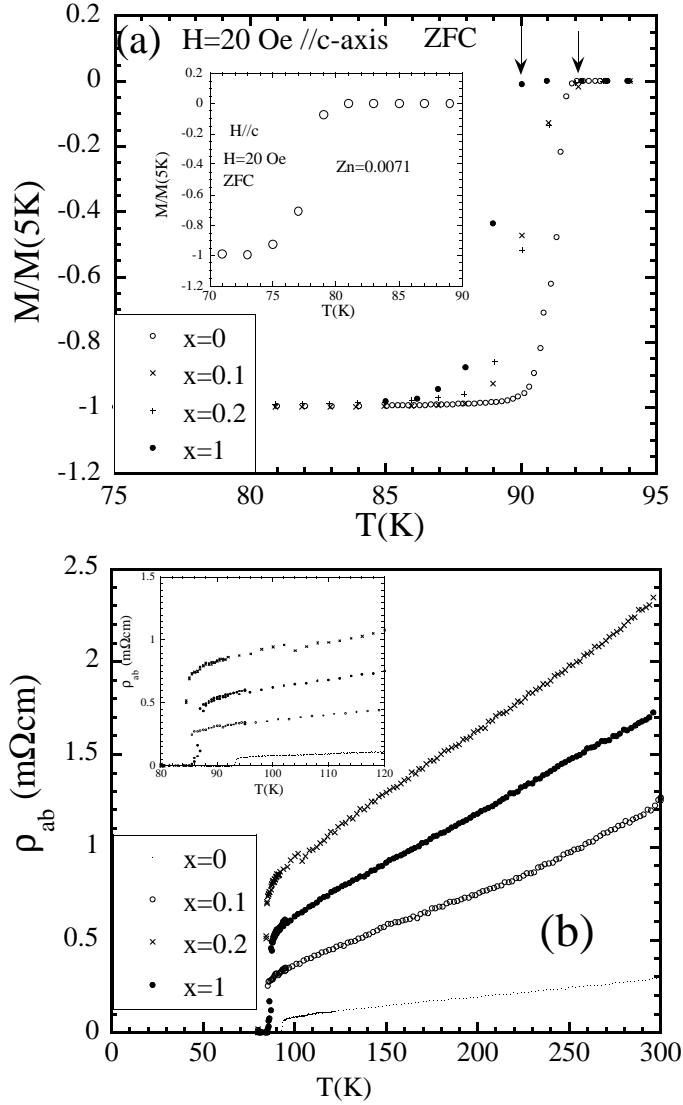 (a) H=20 Oe //c-axis ZFC
0.2
0
-0.2
-0.4
-0.6
-0.8
-1
-1.2
M/M(5K)
75 80 85 90 95
T(K)
0.2
0
-0.2
-0.4
-0.6
-0.8
-1
-1.2
M/M(5K)
H//c
H=20 Oe
ZFC
Zn=0.0071
70 75 80 85 90
T(K)
x=0
x=0.1
x=0.2
x=1
2.5
2
1.5
1
0.5
0
ρab (mΩcm)
0 50 100 150 200 250 300
T(K)
1.5
1
0.5
0
ρab (mΩcm)
80 90 100 110 120
T(K)
x=0
x=0.1
x=0.2
x=1
(b)